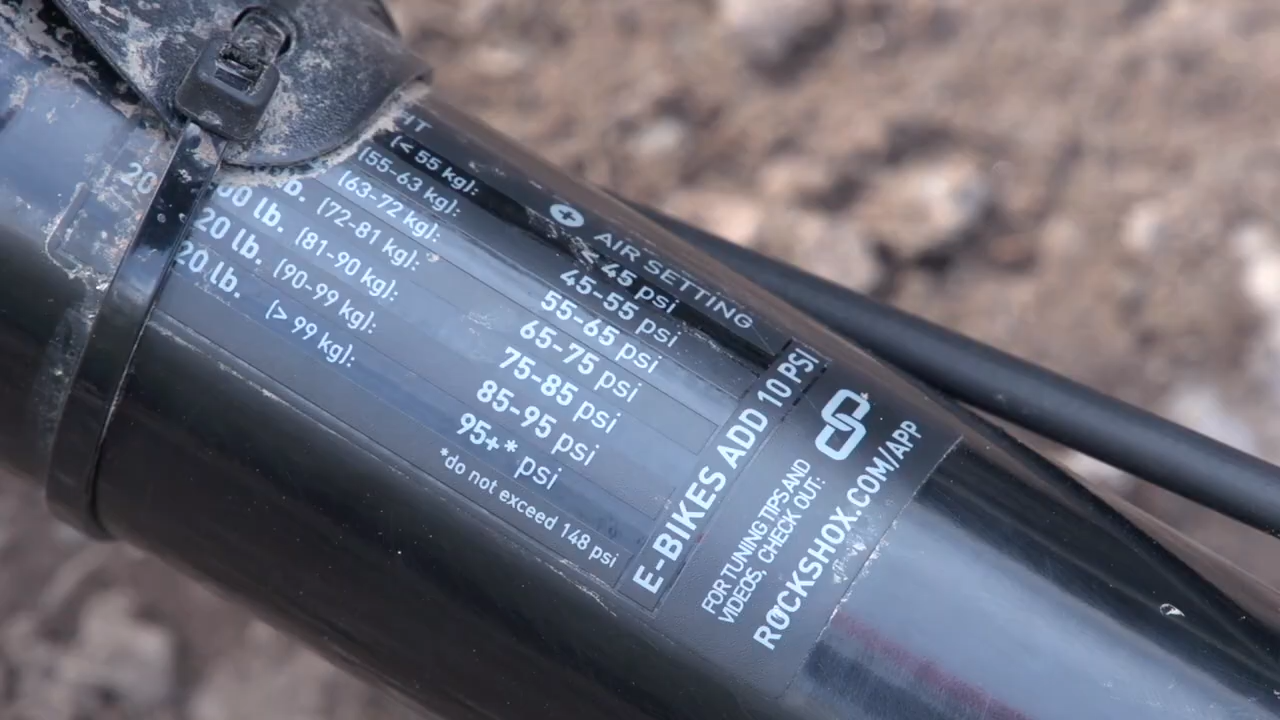 HT
(< 55 kg):
(55-63 kg):
(63-72 kg):
20 lb. (72-81 kg):
00 lb. (81-90 kg):
20 lb. (90-99 kg):
20 lb. (> 99 kg):
AIR SETTING
< 45 psi
45-55 psi
55-65 psi
65-75 psi
75-85 psi
85-95 psi
95+* psi
*do not exceed 148 psi
E-BIKES ADD 10 PSI
FOR TUNING TIPS AND
VIDEOS, CHECK OUT:
ROCKSHOX.COM/APP